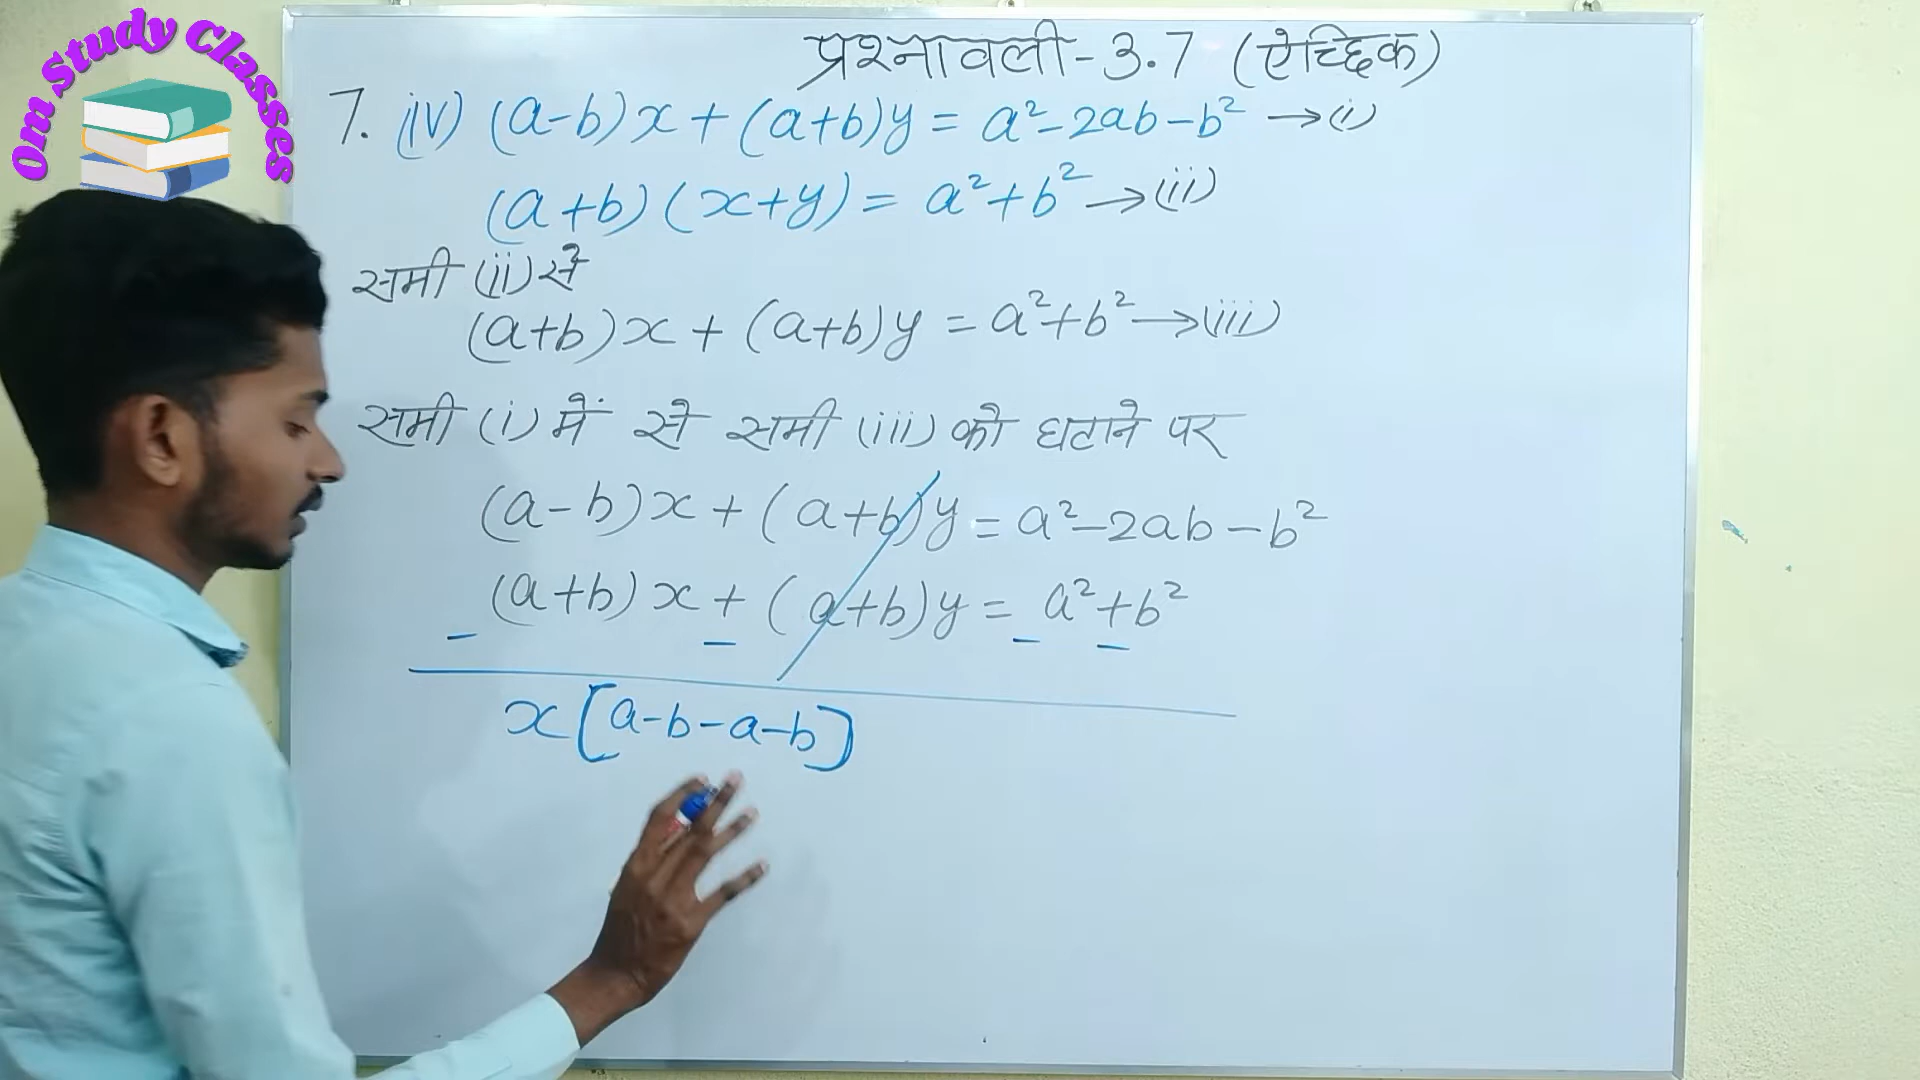 Om Study Classes
प्रश्नावली-3.7 (ऐच्छिक)
7. (iv) (a-b)x + (a+b)y = a²-2ab-b² →(i)
(a+b)(x+y) = a²+b² →(ii)
समी (ii) से
(a+b)x + (a+b)y = a²+b² →(iii)
समी (i) में से समी (iii) को घटाने पर
(a-b)x + (a+b)y = a²-2ab-b²
(a+b)x + (a+b)y = a²+b²
- - - -
x[a-b-a-b]